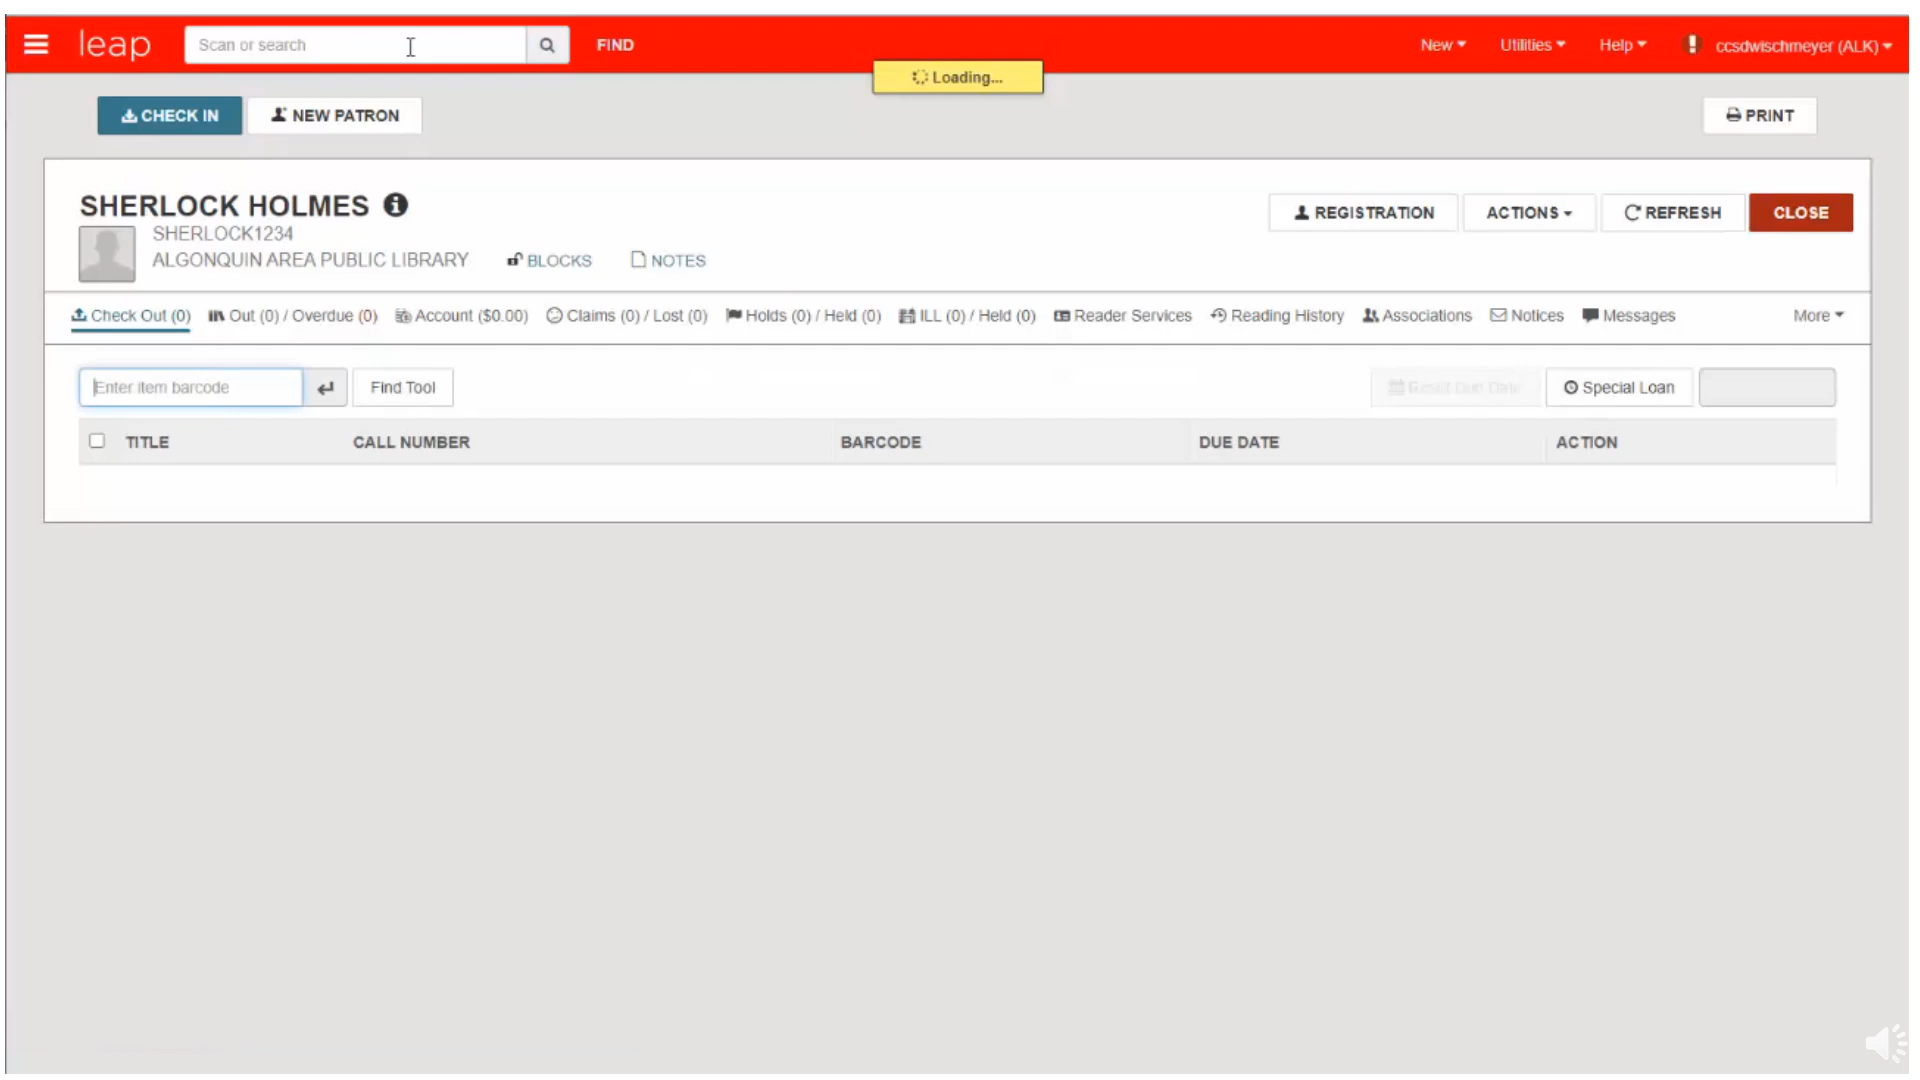 leap Scan or search FIND New Utilities Help ccsdwischmeyer (ALK)
Loading...
CHECK IN NEW PATRON PRINT
SHERLOCK HOLMES REGISTRATION ACTIONS REFRESH CLOSE
SHERLOCK1234
ALGONQUIN AREA PUBLIC LIBRARY BLOCKS NOTES
Check Out (0) Out (0) / Overdue (0) Account ($0.00) Claims (0) / Lost (0) Holds (0) / Held (0) ILL (0) / Held (0) Reader Services Reading History Associations Notices Messages More
Enter item barcode Find Tool Special Loan
TITLE CALL NUMBER BARCODE DUE DATE ACTION